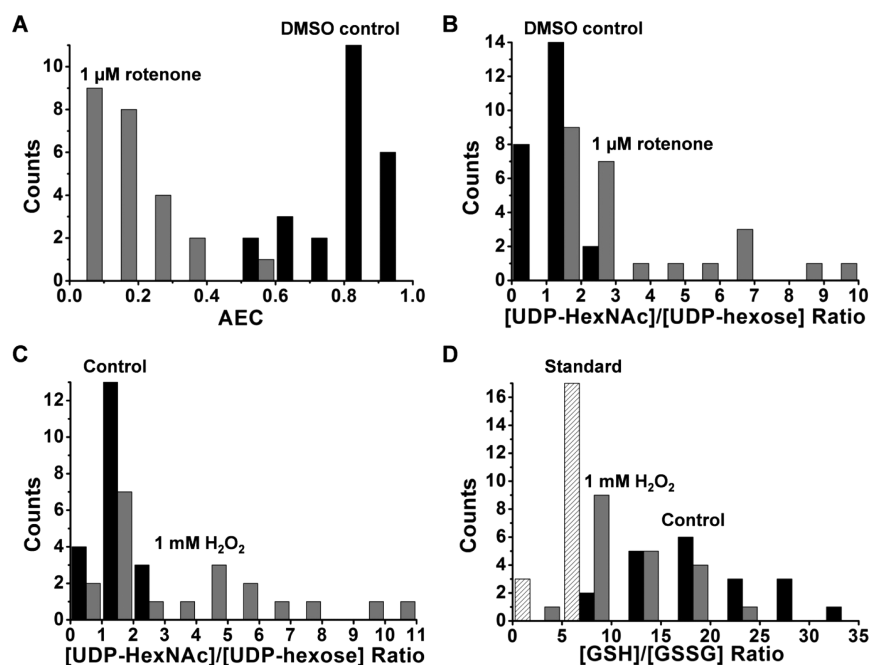 A
DMSO control
1 µM rotenone
10
8
6
4
2
0
Counts
0.0 0.2 0.4 0.6 0.8 1.0
AEC
B
DMSO control
1 µM rotenone
14
12
10
8
6
4
2
0
Counts
0 1 2 3 4 5 6 7 8 9 10
[UDP-HexNAc]/[UDP-hexose] Ratio
C
Control
1 mM H₂O₂
12
10
8
6
4
2
0
Counts
0 1 2 3 4 5 6 7 8 9 10 11
[UDP-HexNAc]/[UDP-hexose] Ratio
D
Standard
1 mM H₂O₂
Control
16
14
12
10
8
6
4
2
0
Counts
0 5 10 15 20 25 30 35
[GSH]/[GSSG] Ratio